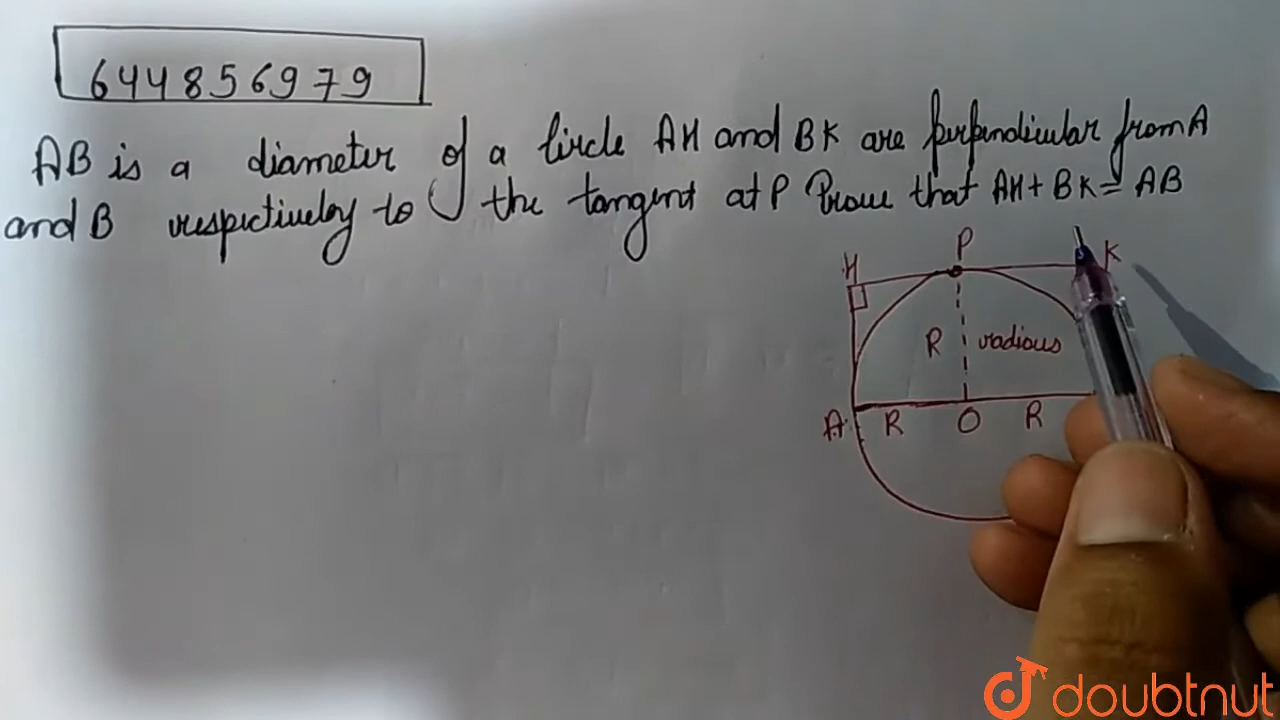 644856979
AB is a diameter of a circle AH and BK are perpendicular from A
and B respectiveloy to the tangent at P Prove that AH + BK = AB
H P K
R radious
A R O R
doubtnut